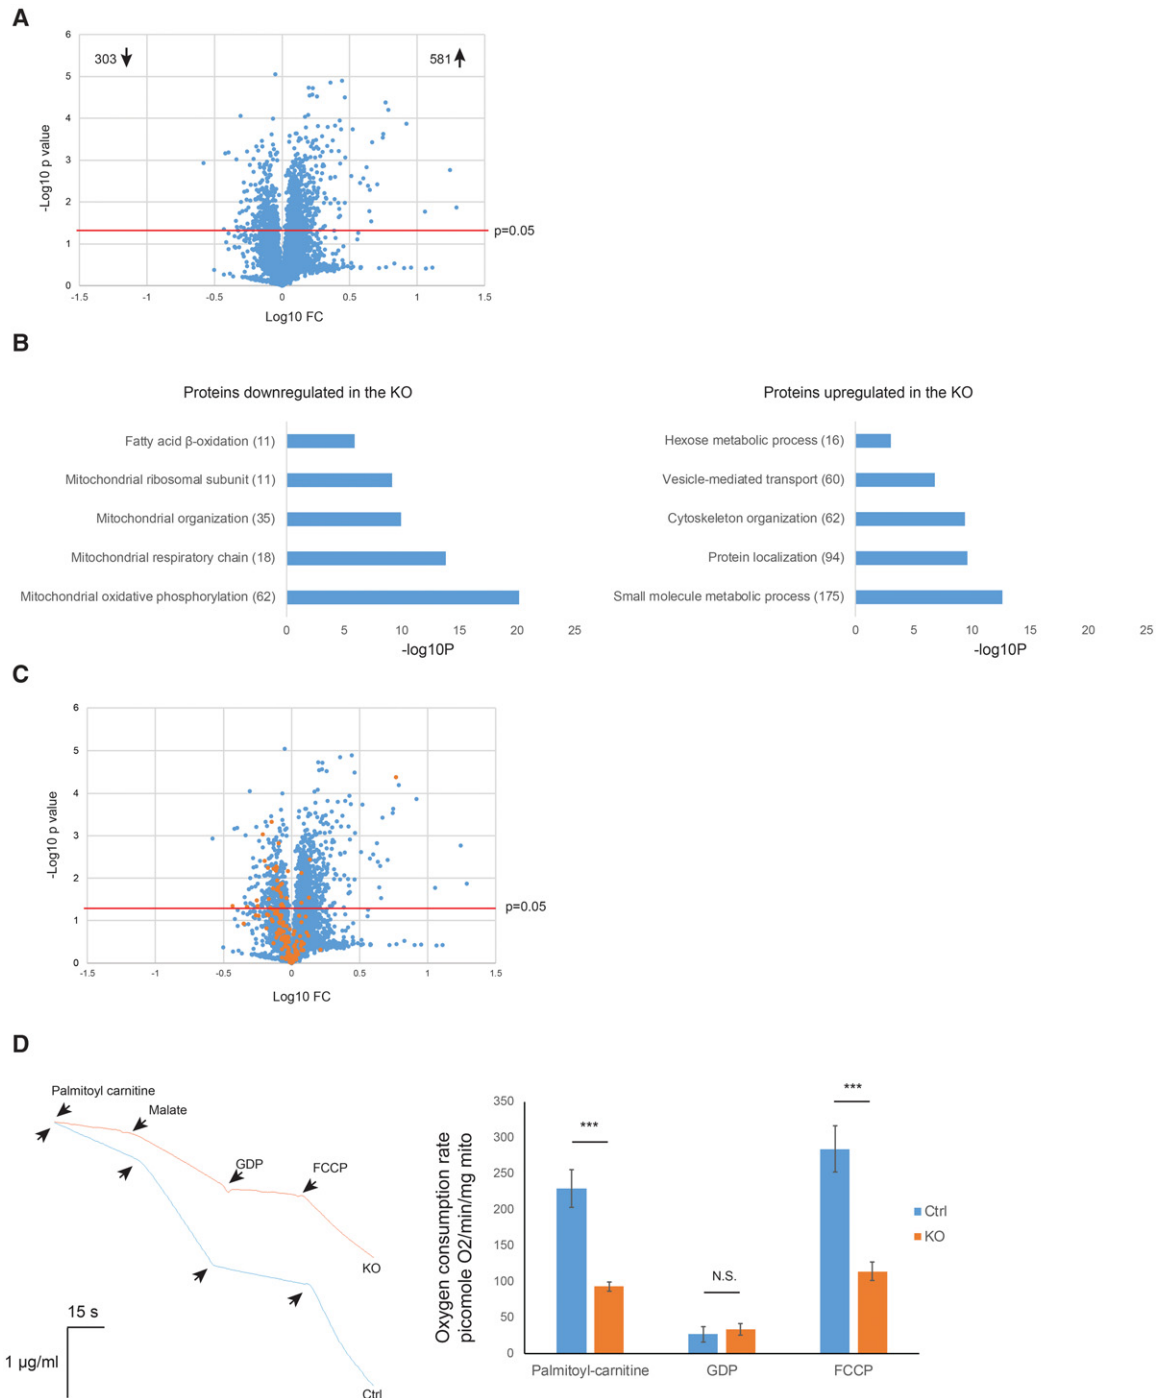 A
6
5
4
3
2
1
0
-Log10 p value
303
581
p=0.05
-1.5
-1
-0.5
0
0.5
1
1.5
Log10 FC
B
Proteins downregulated in the KO
Fatty acid β-oxidation (11)
Mitochondrial ribosomal subunit (11)
Mitochondrial organization (35)
Mitochondrial respiratory chain (18)
Mitochondrial oxidative phosphorylation (62)
0
5
10
15
20
25
-log10P
Proteins upregulated in the KO
Hexose metabolic process (16)
Vesicle-mediated transport (60)
Cytoskeleton organization (62)
Protein localization (94)
Small molecule metabolic process (175)
0
5
10
15
20
25
-log10P
C
6
5
4
3
2
1
0
-Log10 p value
p=0.05
-1.5
-1
-0.5
0
0.5
1
1.5
Log10 FC
D
Palmitoyl carnitine
Malate
GDP
FCCP
KO
Ctrl
15 s
1 µg/ml
Oxygen consumption rate
picomole O2/min/mg mito
350
300
250
200
150
100
50
0
***
N.S.
***
Palmitoyl-carnitine
GDP
FCCP
Ctrl
KO